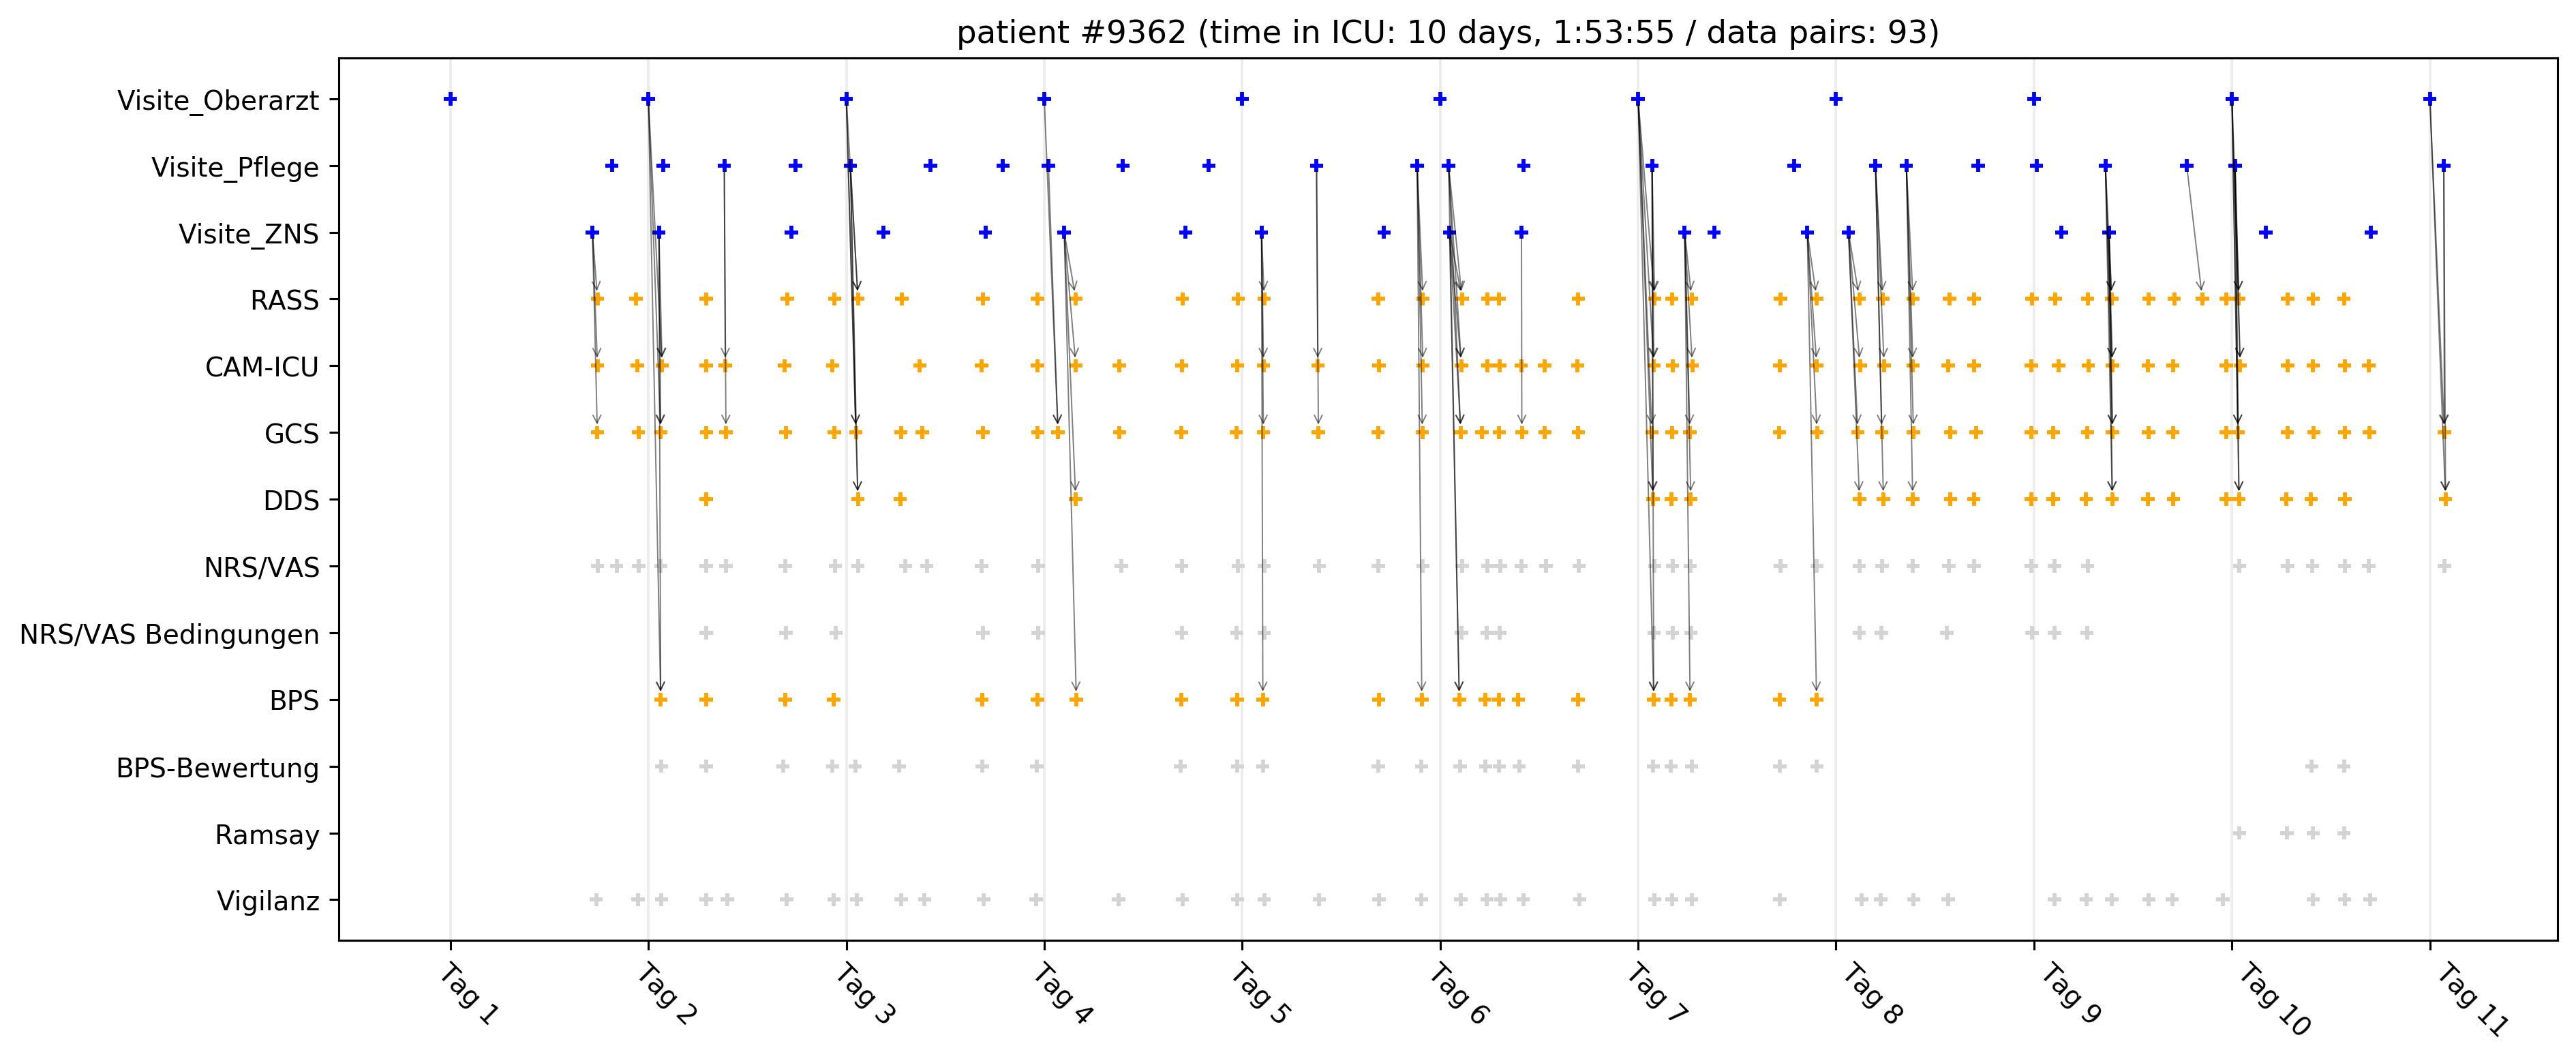 patient #9362 (time in ICU: 10 days, 1:53:55 / data pairs: 93)
Visite_Oberarzt
Visite_Pflege
Visite_ZNS
RASS
CAM-ICU
GCS
DDS
NRS/VAS
NRS/VAS Bedingungen
BPS
BPS-Bewertung
Ramsay
Vigilanz
Tag 1
Tag 2
Tag 3
Tag 4
Tag 5
Tag 6
Tag 7
Tag 8
Tag 9
Tag 10
Tag 11